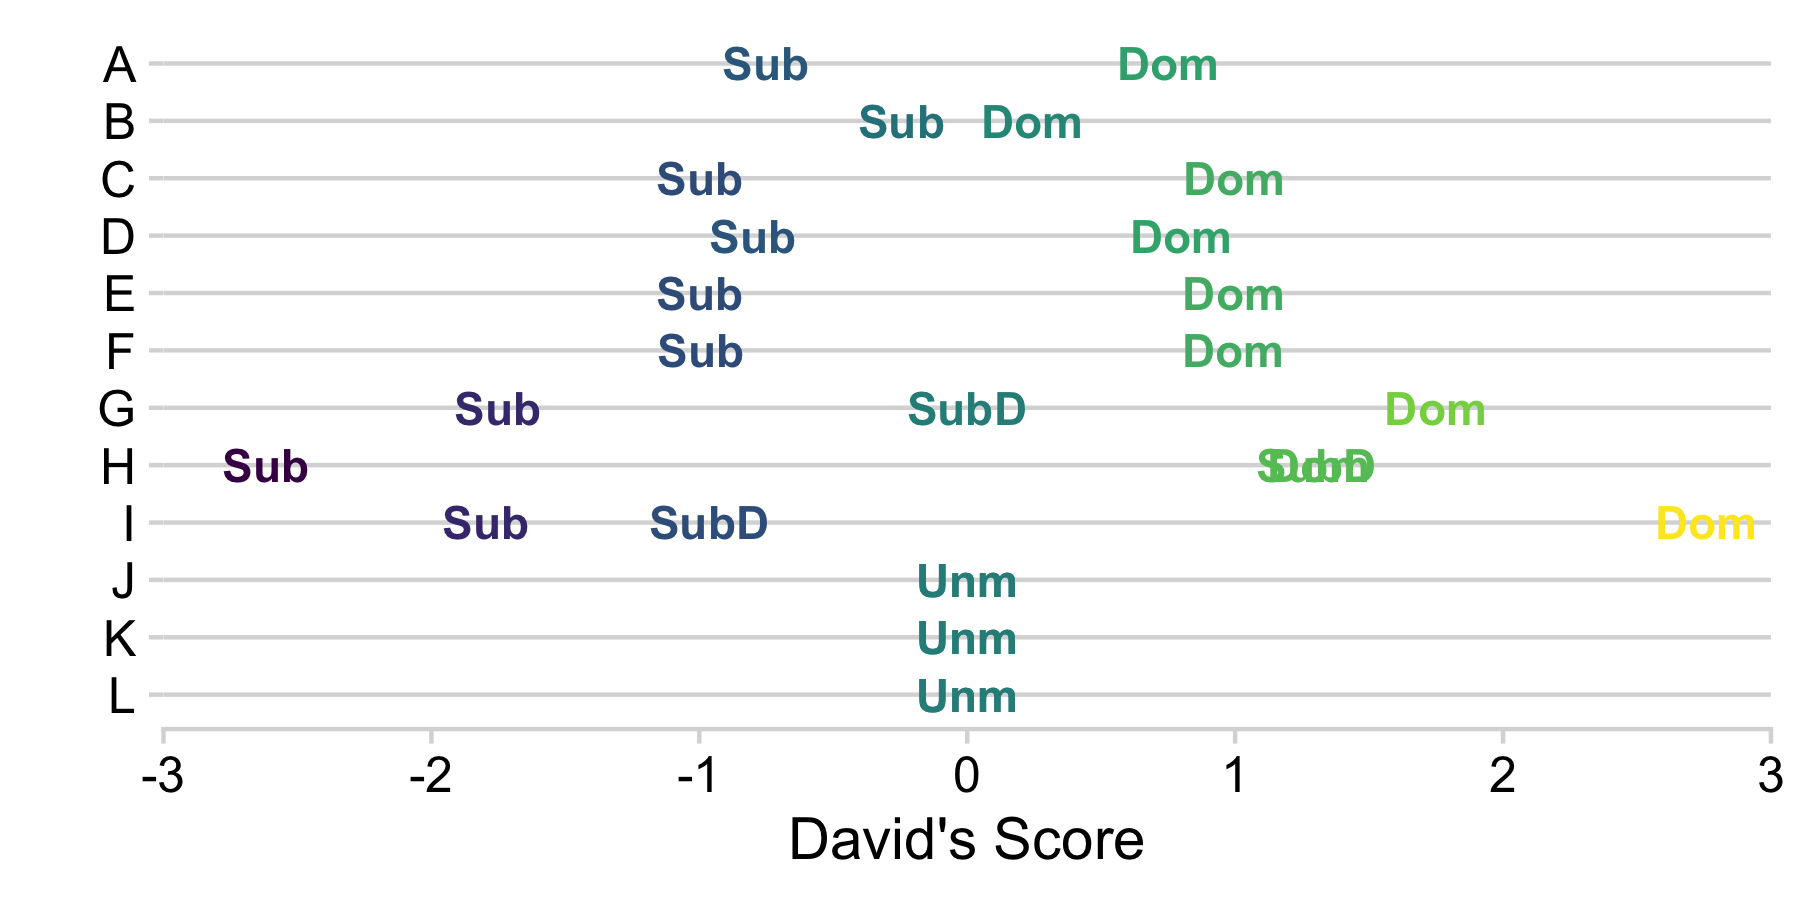 A Sub Dom
B Sub Dom
C Sub Dom
D Sub Dom
E Sub Dom
F Sub Dom
G Sub SubD Dom
H Sub SubD Dom
I Sub SubD Dom
J Unm
K Unm
L Unm
-3 -2 -1 0 1 2 3
David's Score